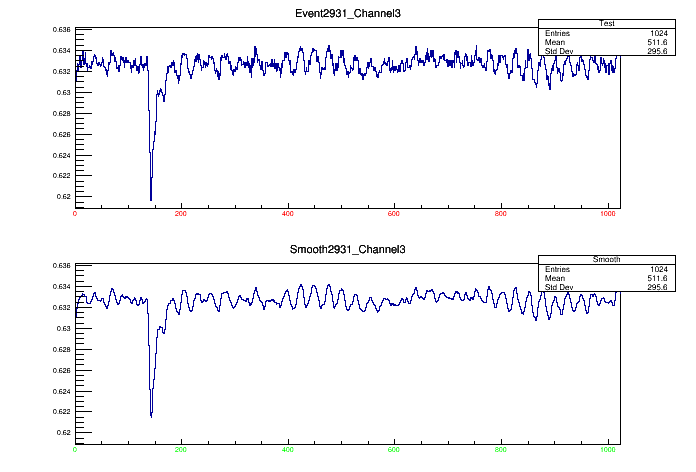 Event2931_Channel3
Test
Entries 1024
Mean 511.6
Std Dev 295.6
0.636
0.634
0.632
0.63
0.628
0.626
0.624
0.622
0.62
0 200 400 600 800 1000
Smooth2931_Channel3
Smooth
Entries 1024
Mean 511.6
Std Dev 295.6
0.636
0.634
0.632
0.63
0.628
0.626
0.624
0.622
0.62
0 200 400 600 800 1000